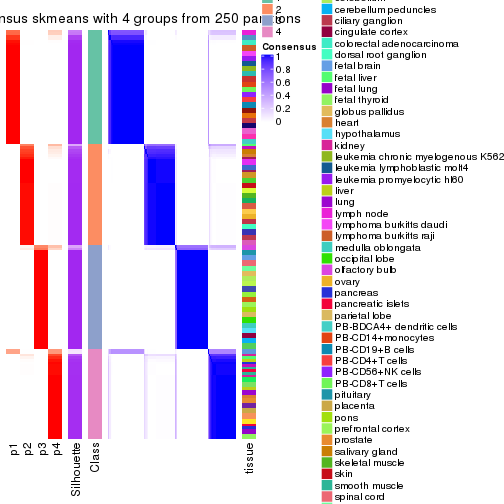 nsus skmeans with 4 groups from 250 partitions
2
4
Consensus
1
0.8
0.6
0.4
0.2
0
cerebellum peduncles
ciliary ganglion
cingulate cortex
colorectal adenocarcinoma
dorsal root ganglion
fetal brain
fetal liver
fetal lung
fetal thyroid
globus pallidus
heart
hypothalamus
kidney
leukemia chronic myelogenous K562
leukemia lymphoblastic molt4
leukemia promyelocytic hl60
liver
lung
lymph node
lymphoma burkitts daudi
lymphoma burkitts raji
medulla oblongata
occipital lobe
olfactory bulb
ovary
pancreas
pancreatic islets
parietal lobe
PB-BDCA4+ dendritic cells
PB-CD14+monocytes
PB-CD19+B cells
PB-CD4+T cells
PB-CD56+NK cells
PB-CD8+T cells
pituitary
placenta
pons
prefrontal cortex
prostate
salivary gland
skeletal muscle
skin
smooth muscle
spinal cord
p1
p2
p3
p4
Silhouette
Class
tissue